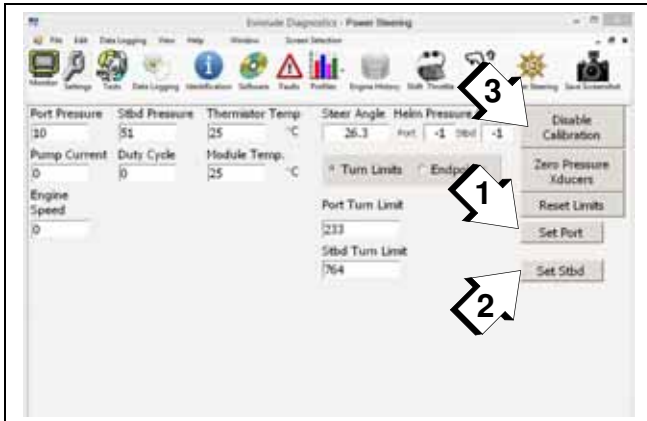 Evinrude Diagnostics - Power Steering
File Edit Data Logging View Help Window Screen Selection
Monitor Settings Tests Data Logging Identification Software Faults Profiles Engine History Shift Throttle Steering Save Screenshot
Port Pressure Stbd Pressure Thermistor Temp Steer Angle Helm Pressure Disable Calibration
10 51 25 °C 26.3 Port -1 Stbd -1
Pump Current Duty Cycle Module Temp.
0 0 25 °C
Turn Limits
Zero Pressure Xducers
Engine Speed
0
Port Turn Limit
233
Reset Limits
Set Port
Stbd Turn Limit
764
Set Stbd
3
1
2